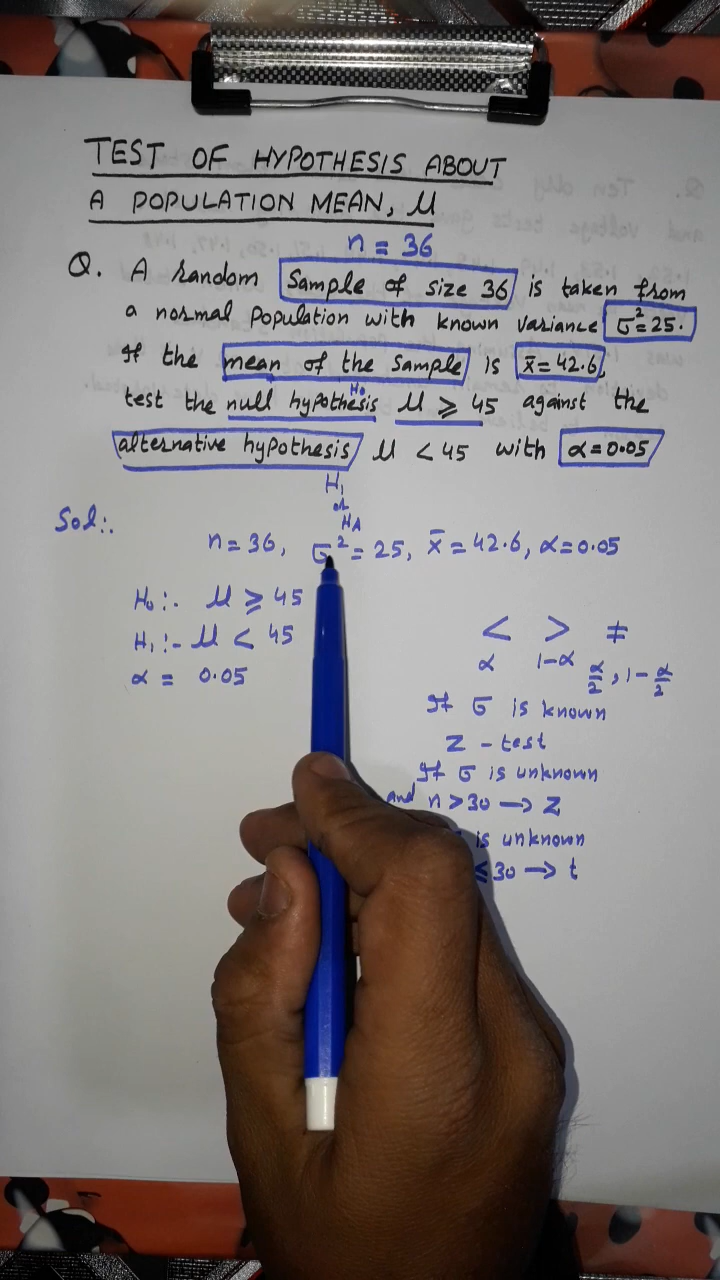 TEST OF HYPOTHESIS ABOUT
A POPULATION MEAN, μ
n = 36
Q. A random Sample of size 36 is taken from
a normal population with known variance σ²=25.
If the mean of the sample is x̄=42.6,
H₀
test the null hypothesis μ ≥ 45 against the
alternative hypothesis μ < 45 with α=0.05
H₁
or
HA
Sol:.
n=36, σ²=25, x̄=42.6, α=0.05
H₀:- μ ≥ 45
H₁:- μ < 45
α = 0.05
< > ≠
α 1-α α/2, 1-α/2
If σ is known
Z - test
If σ is unknown
and n>30 → Z
is unknown
≤30 → t